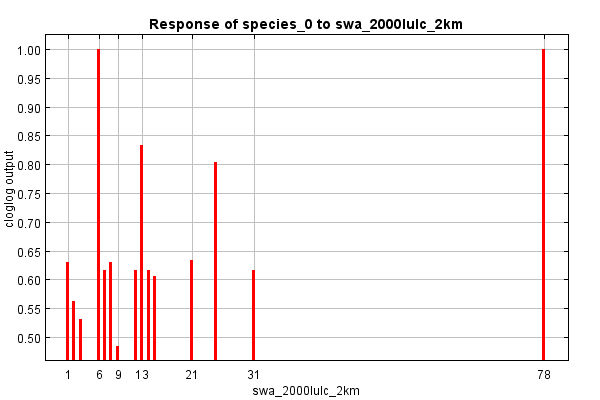 Response of species_0 to swa_2000lulc_2km
cloglog output
1.00
0.95
0.90
0.85
0.80
0.75
0.70
0.65
0.60
0.55
0.50
1 6 9 13 21 31 78
swa_2000lulc_2km